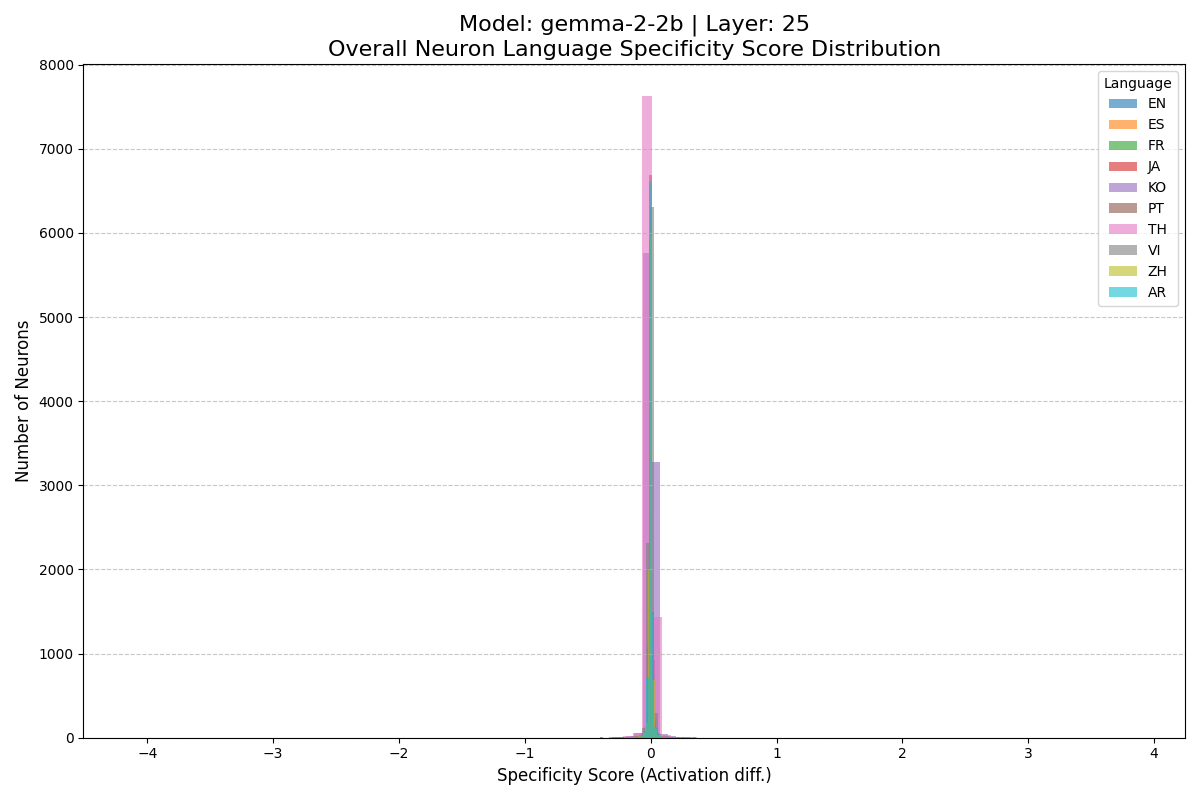 Model: gemma-2-2b | Layer: 25
Overall Neuron Language Specificity Score Distribution
8000
7000
6000
5000
4000
3000
2000
1000
0
Number of Neurons
Language
EN
ES
FR
JA
KO
PT
TH
VI
ZH
AR
−4
−3
−2
−1
0
1
2
3
4
Specificity Score (Activation diff.)